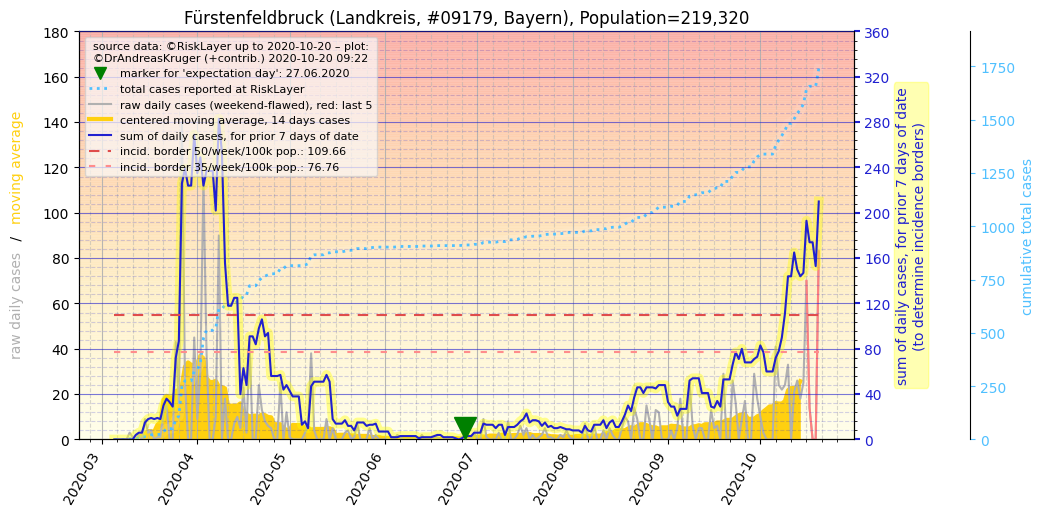 Fürstenfeldbruck (Landkreis, #09179, Bayern), Population=219,320
source data: ©RiskLayer up to 2020-10-20 – plot:
©DrAndreasKruger (+contrib.) 2020-10-20 09:22
marker for 'expectation day': 27.06.2020
total cases reported at RiskLayer
raw daily cases (weekend-flawed), red: last 5
centered moving average, 14 days cases
sum of daily cases, for prior 7 days of date
incid. border 50/week/100k pop.: 109.66
incid. border 35/week/100k pop.: 76.76
raw daily cases / moving average
180
160
140
120
100
80
60
40
20
0
360
320
280
240
200
160
120
80
40
0
sum of daily cases, for prior 7 days of date
(to determine incidence borders)
1750
1500
1250
1000
750
500
250
0
cumulative total cases
2020-03
2020-04
2020-05
2020-06
2020-07
2020-08
2020-09
2020-10